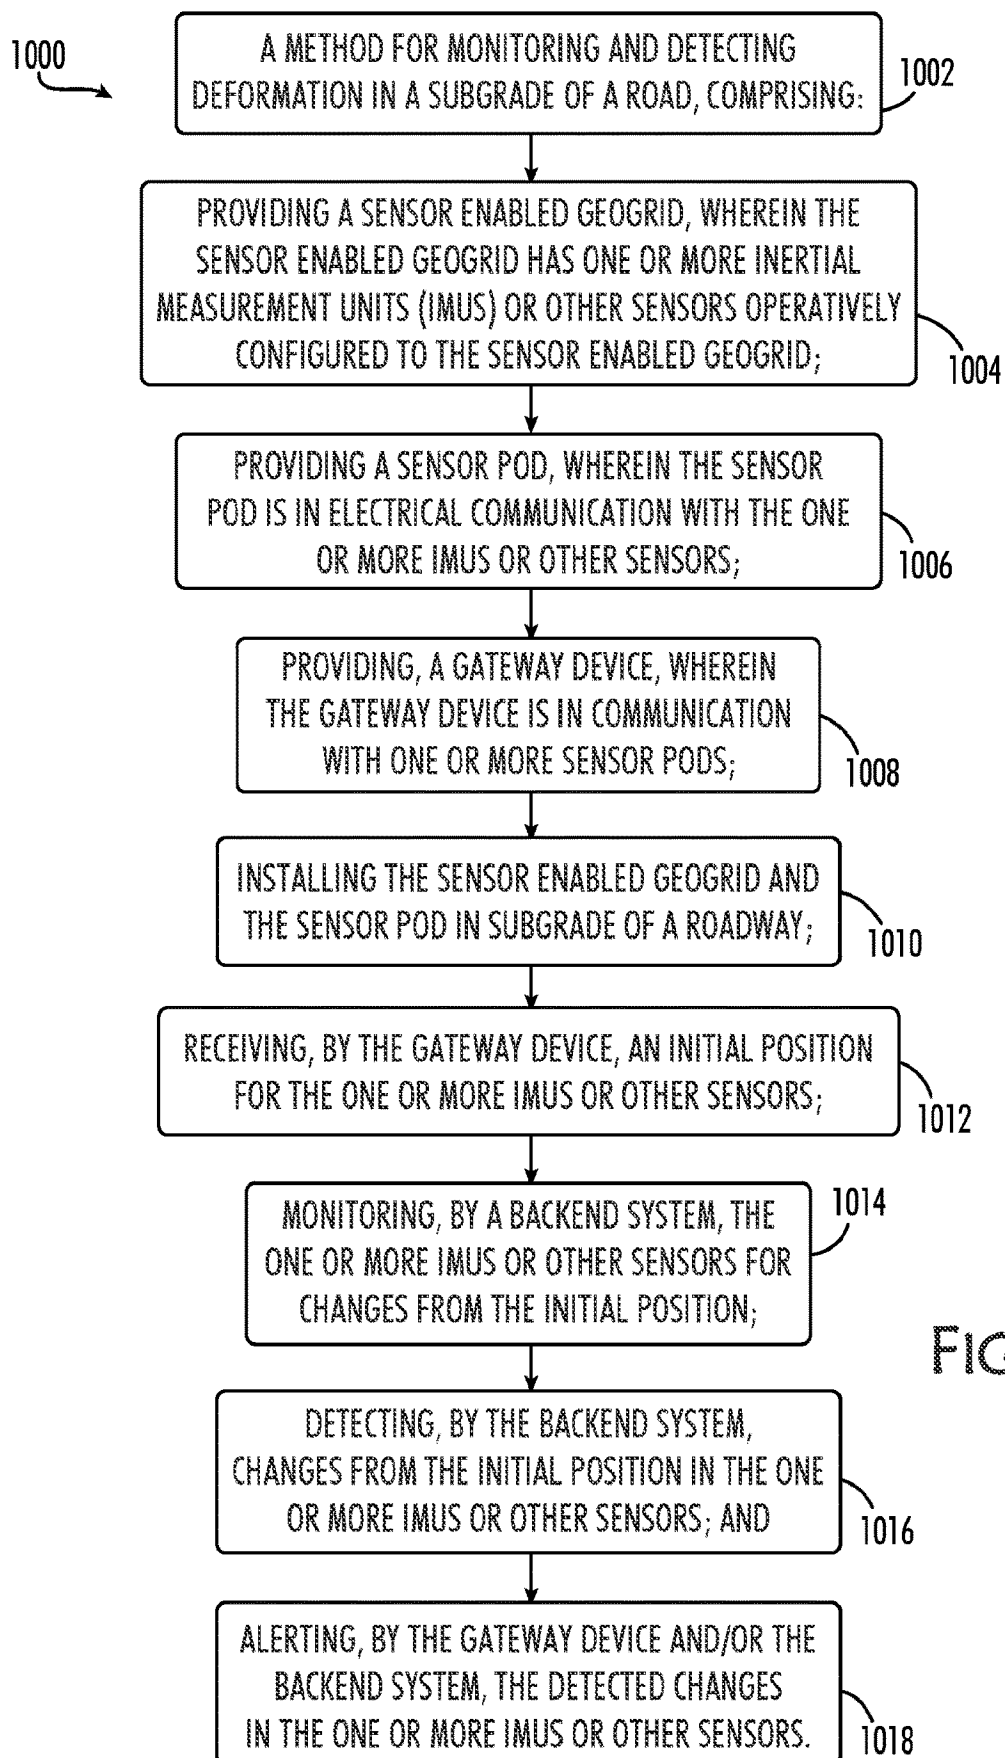 1000
A METHOD FOR MONITORING AND DETECTING
DEFORMATION IN A SUBGRADE OF A ROAD, COMPRISING:
1002
PROVIDING A SENSOR ENABLED GEOGRID, WHEREIN THE
SENSOR ENABLED GEOGRID HAS ONE OR MORE INERTIAL
MEASUREMENT UNITS (IMUS) OR OTHER SENSORS OPERATIVELY
CONFIGURED TO THE SENSOR ENABLED GEOGRID;
1004
PROVIDING A SENSOR POD, WHEREIN THE SENSOR
POD IS IN ELECTRICAL COMMUNICATION WITH THE ONE
OR MORE IMUS OR OTHER SENSORS;
1006
PROVIDING, A GATEWAY DEVICE, WHEREIN
THE GATEWAY DEVICE IS IN COMMUNICATION
WITH ONE OR MORE SENSOR PODS;
1008
INSTALLING THE SENSOR ENABLED GEOGRID AND
THE SENSOR POD IN SUBGRADE OF A ROADWAY;
1010
RECEIVING, BY THE GATEWAY DEVICE, AN INITIAL POSITION
FOR THE ONE OR MORE IMUS OR OTHER SENSORS;
1012
MONITORING, BY A BACKEND SYSTEM, THE
ONE OR MORE IMUS OR OTHER SENSORS FOR
CHANGES FROM THE INITIAL POSITION;
1014
FIG
DETECTING, BY THE BACKEND SYSTEM,
CHANGES FROM THE INITIAL POSITION IN THE ONE
OR MORE IMUS OR OTHER SENSORS; AND
1016
ALERTING, BY THE GATEWAY DEVICE AND/OR THE
BACKEND SYSTEM, THE DETECTED CHANGES
IN THE ONE OR MORE IMUS OR OTHER SENSORS.
1018